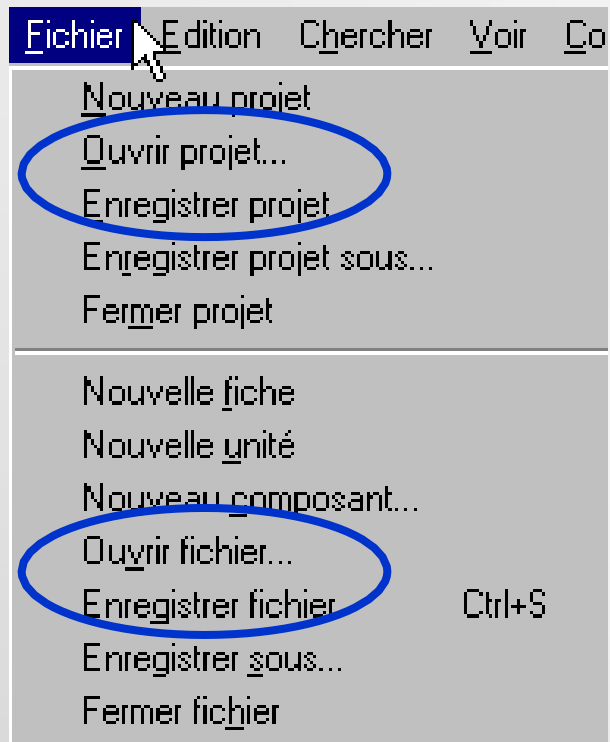 Fichier Edition Chercher Voir Co
Nouveau projet
Ouvrir projet...
Enregistrer projet
Enregistrer projet sous...
Fermer projet
Nouvelle fiche
Nouvelle unité
Nouveau composant...
Ouvrir fichier...
Enregistrer fichier Ctrl+S
Enregistrer sous...
Fermer fichier